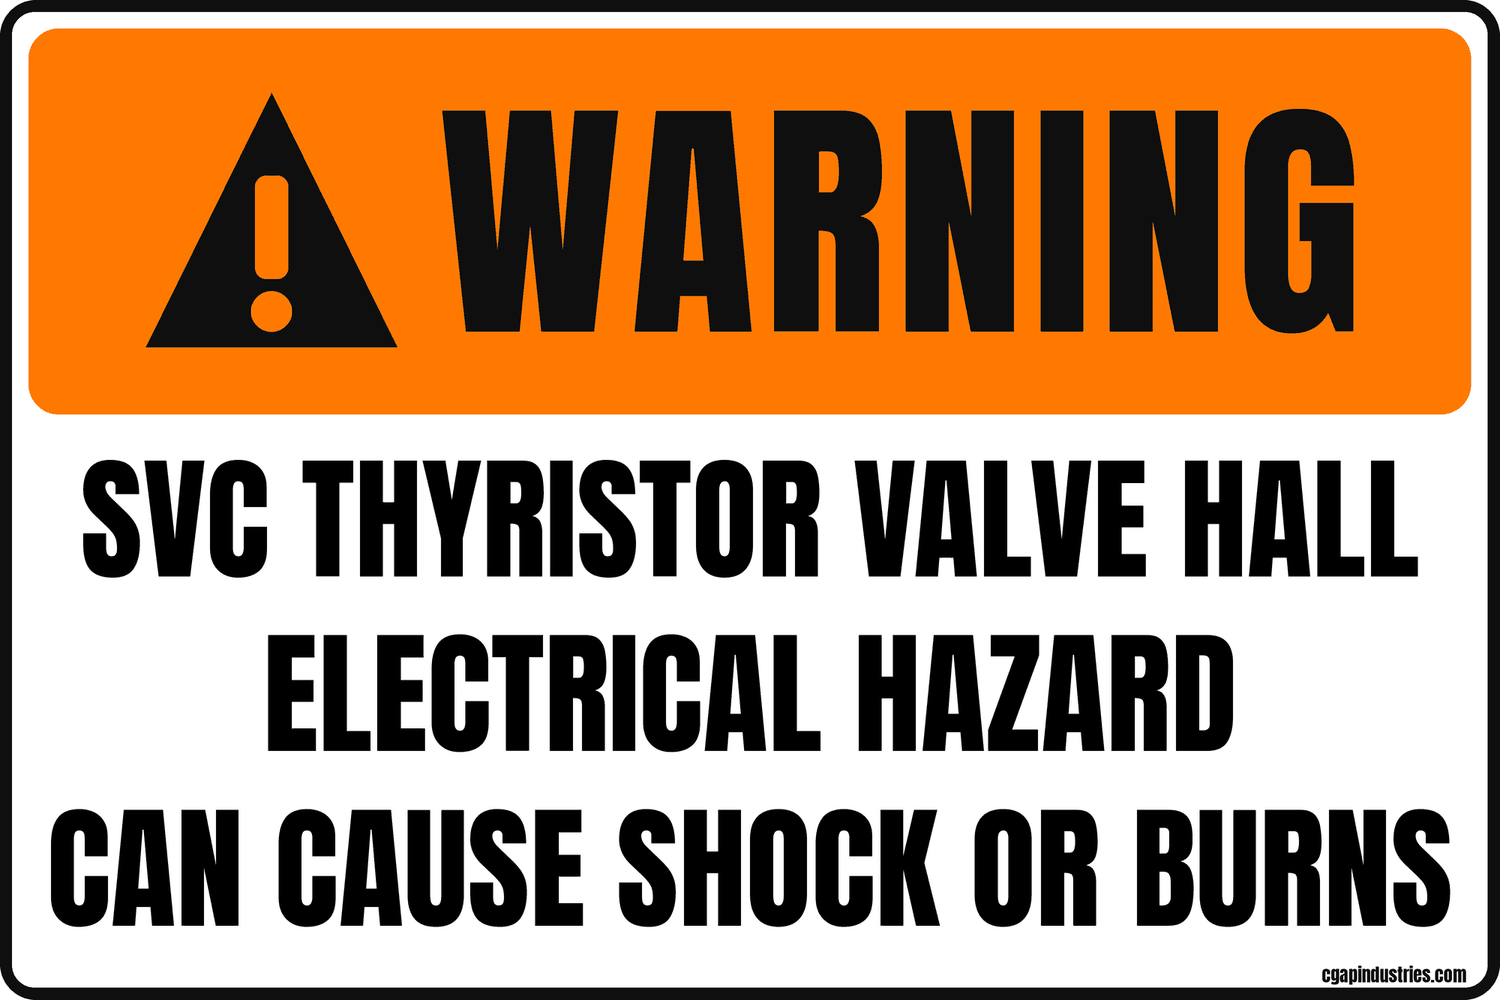 WARNING
SVC THYRISTOR VALVE HALL
ELECTRICAL HAZARD
CAN CAUSE SHOCK OR BURNS
cgapindustries.com